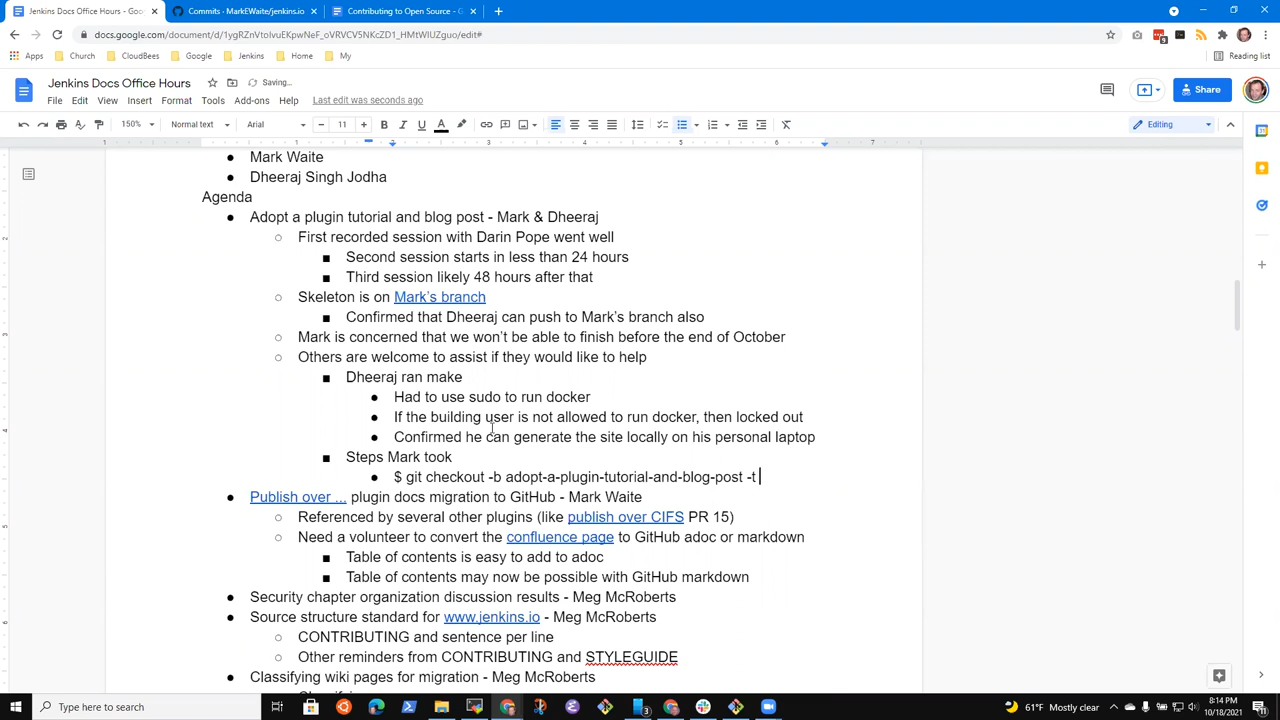 Jenkins Docs Office Hours - Goo
Commits · MarkEWaite/jenkins.io
Contributing to Open Source - G
docs.google.com/document/d/1ygRZnVtoIvuEKpwNeF_oVRVCV5NKcZD1_HMtWIUZguo/edit#
Apps Church CloudBees Google Jenkins Home My Reading list
Jenkins Docs Office Hours Saving...
File Edit View Insert Format Tools Add-ons Help Last edit was seconds ago
Share
150% Normal text Arial 11 Editing
Mark Waite
Dheeraj Singh Jodha
Agenda
Adopt a plugin tutorial and blog post - Mark & Dheeraj
First recorded session with Darin Pope went well
Second session starts in less than 24 hours
Third session likely 48 hours after that
Skeleton is on Mark's branch
Confirmed that Dheeraj can push to Mark's branch also
Mark is concerned that we won't be able to finish before the end of October
Others are welcome to assist if they would like to help
Dheeraj ran make
Had to use sudo to run docker
If the building user is not allowed to run docker, then locked out
Confirmed he can generate the site locally on his personal laptop
Steps Mark took
$ git checkout -b adopt-a-plugin-tutorial-and-blog-post -t
Publish over ... plugin docs migration to GitHub - Mark Waite
Referenced by several other plugins (like publish over CIFS PR 15)
Need a volunteer to convert the confluence page to GitHub adoc or markdown
Table of contents is easy to add to adoc
Table of contents may now be possible with GitHub markdown
Security chapter organization discussion results - Meg McRoberts
Source structure standard for www.jenkins.io - Meg McRoberts
CONTRIBUTING and sentence per line
Other reminders from CONTRIBUTING and STYLEGUIDE
Classifying wiki pages for migration - Meg McRoberts
Type here to search
61°F Mostly clear
8:14 PM
10/18/2021